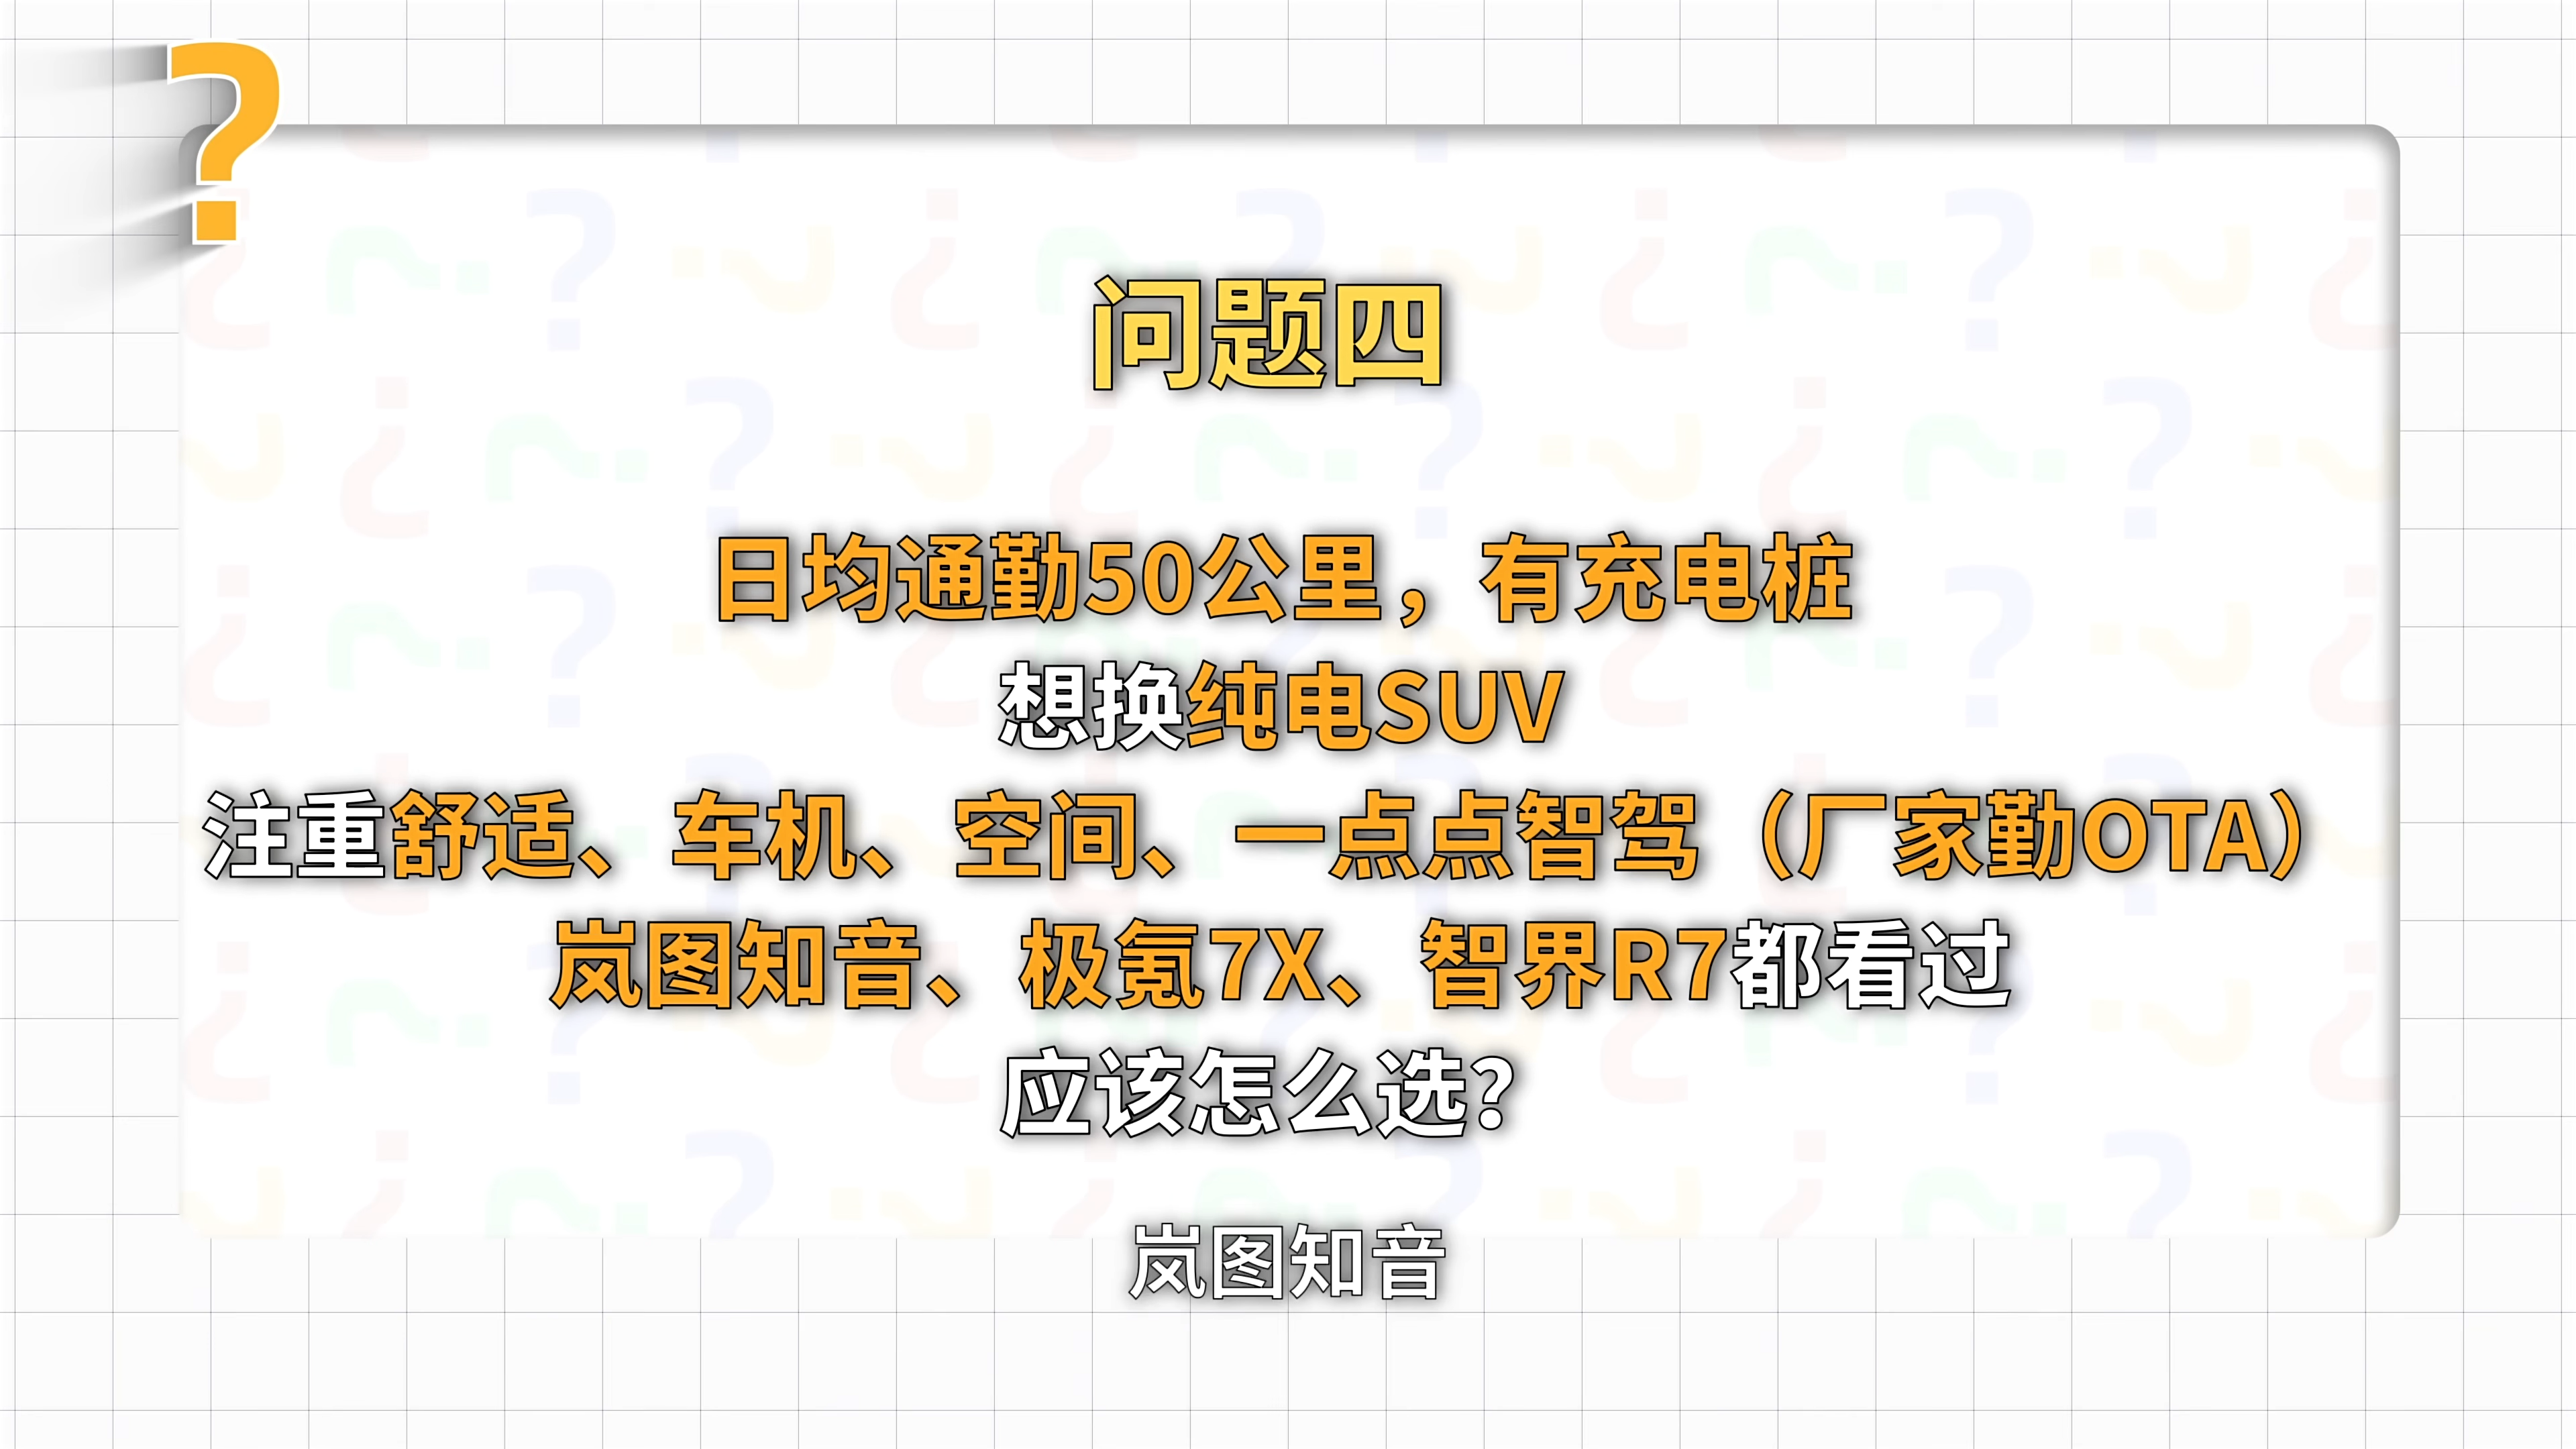 ?
问题四
日均通勤50公里，有充电桩
想换纯电SUV
注重舒适、车机、空间、一点点智驾（厂家勤OTA）
岚图知音、极氪7X、智界R7都看过
应该怎么选？
岚图知音